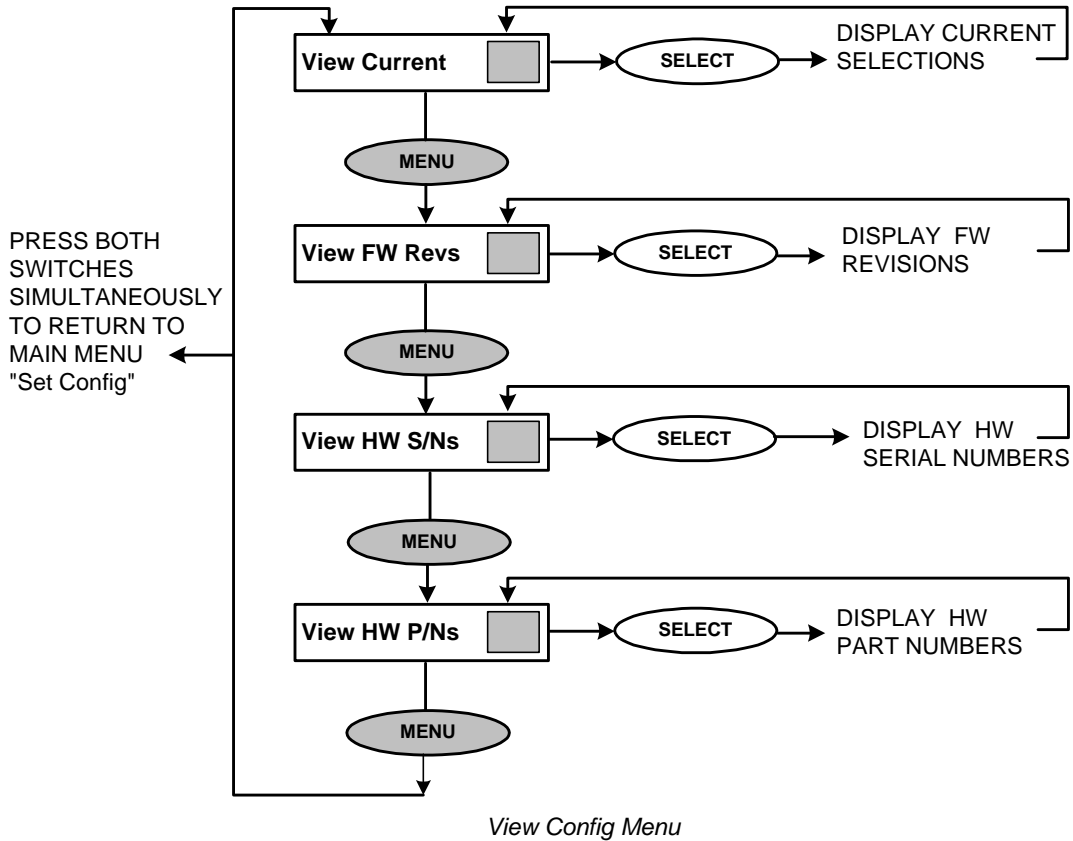 View Current
SELECT
DISPLAY CURRENT
SELECTIONS
MENU
PRESS BOTH
SWITCHES
SIMULTANEOUSLY
TO RETURN TO
MAIN MENU
"Set Config"
View FW Revs
SELECT
DISPLAY FW
REVISIONS
MENU
View HW S/Ns
SELECT
DISPLAY HW
SERIAL NUMBERS
MENU
View HW P/Ns
SELECT
DISPLAY HW
PART NUMBERS
MENU
View Config Menu